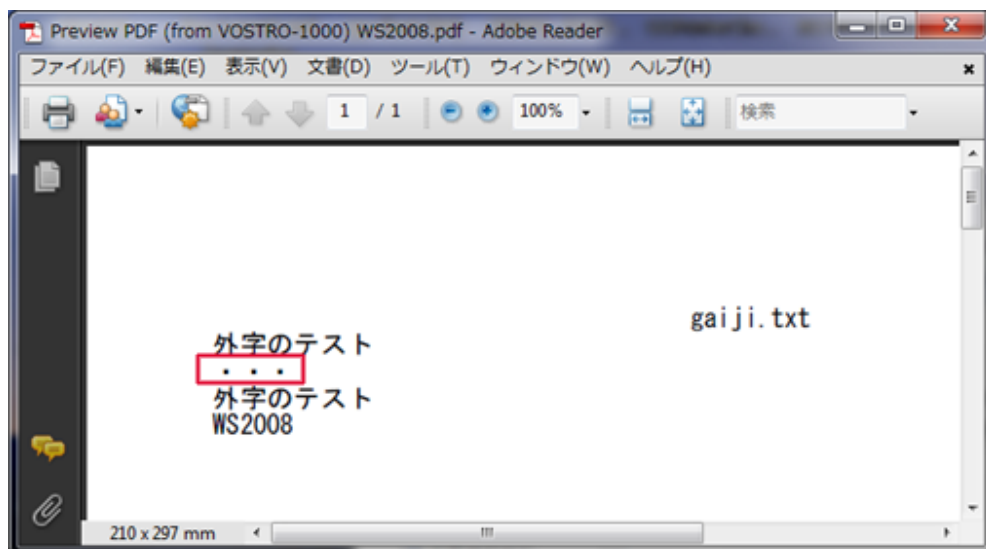 Preview PDF (from VOSTRO-1000) WS2008.pdf - Adobe Reader
ファイル(F) 編集(E) 表示(V) 文書(D) ツール(T) ウィンドウ(W) ヘルプ(H)
1 / 1 100% 検索
gaiji.txt
外字のテスト
・・・
外字のテスト
WS2008
210 x 297 mm